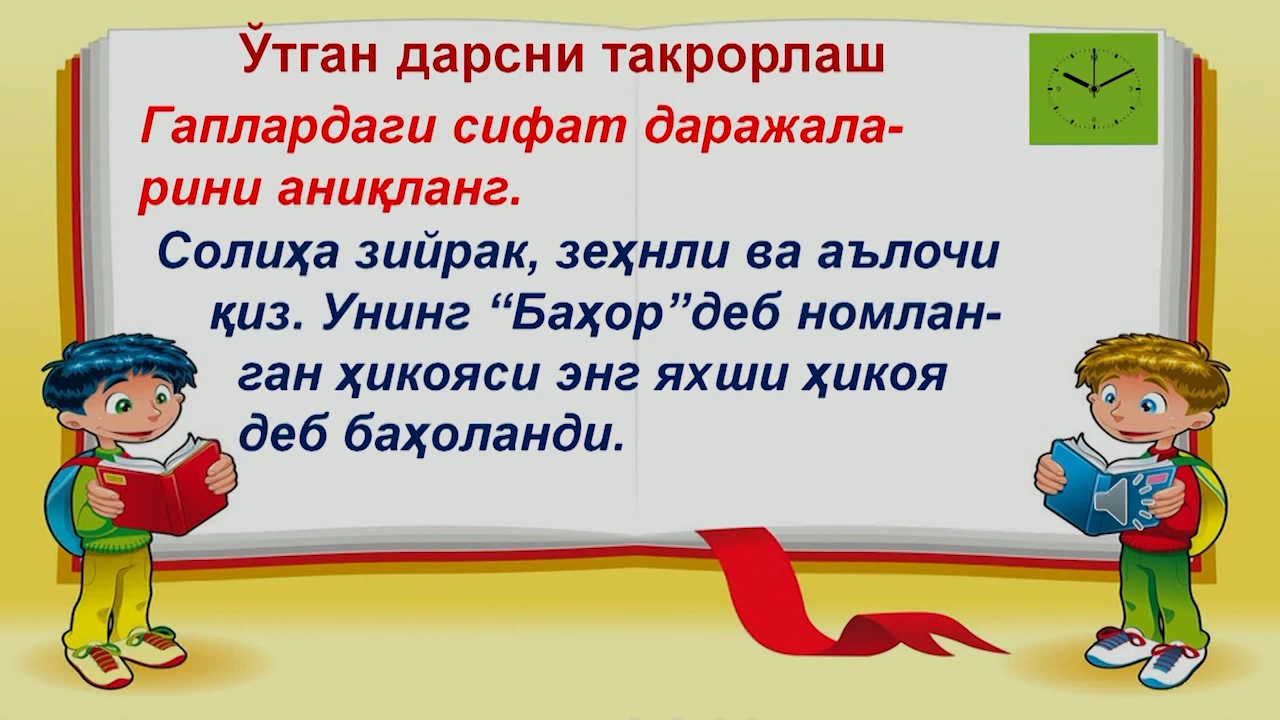 Ўтган дарсни такрорлаш
Гаплардаги сифат даражала-
рини аниқланг.
Солиҳа зийрак, зеҳнли ва аълочи
қиз. Унинг “Баҳор”деб номлан-
ган ҳикояси энг яхши ҳикоя
деб баҳоланди.